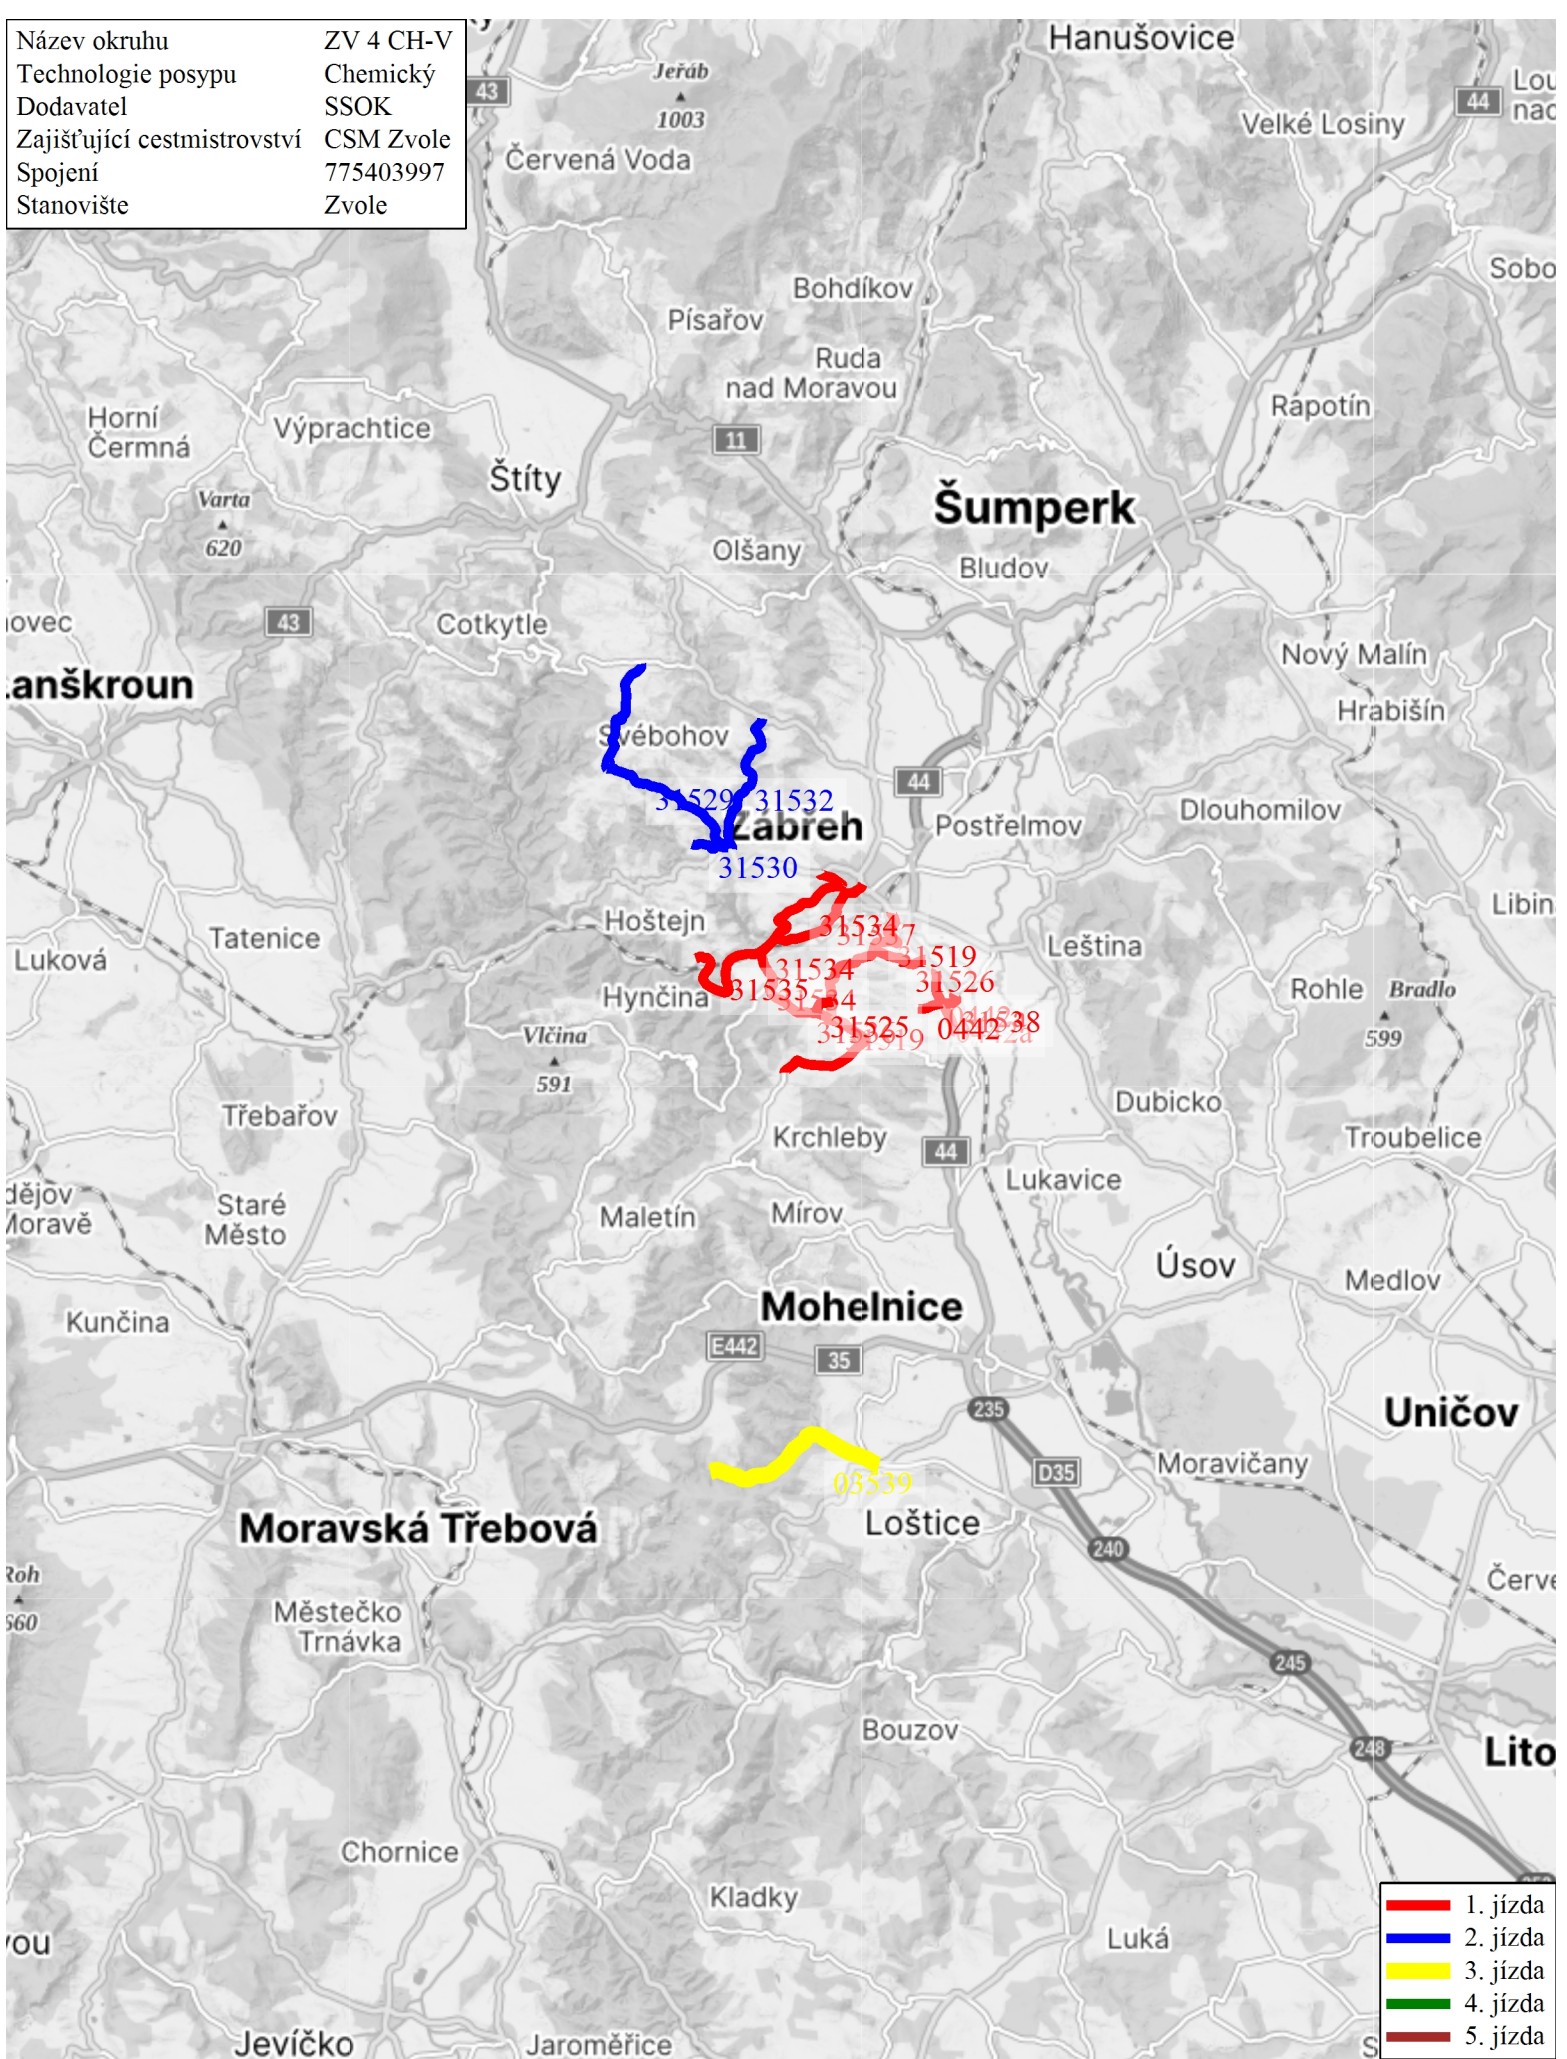 Název okruhu ZV 4 CH-V
Technologie posypu Chemický
Dodavatel SSOK
Zajišťující cestmistrovství CSM Zvole
Spojení 775403997
Stanoviště Zvole
Hanušovice
43
Jeřáb
1003
44
Velké Losiny
Červená Voda
Bohdíkov
Písařov
Ruda
nad Moravou
Rapotín
Horní
Čermná
Výprachtice
11
Štíty
Varta
620
Šumperk
Olšany
Bludov
43
Cotkytle
Nový Malín
Hrabišín
Svébohov
44
31529
31532
Zábřeh
Postřelmov
Dlouhomilov
31530
Hoštejn
Tatenice
Luková
31534
31537
31519
Leština
31534
31526
31535
Hynčina
Rohle
Bradlo
599
31525
0442
31538
Vlčina
591
Třebařov
Dubicko
Krchleby
44
Troubelice
Lukavice
Staré
Město
Maletín
Mírov
Úsov
Medlov
Mohelnice
Kunčina
E442
35
235
Uničov
D35
Moravičany
03539
Loštice
Moravská Třebová
240
Městečko
Trnávka
245
Bouzov
248
Chornice
Kladky
Luká
Jevíčko
Jaroměřice
1. jízda
2. jízda
3. jízda
4. jízda
5. jízda